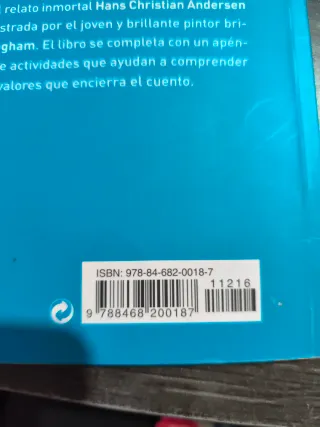 l relato inmortal Hans Christian Andersen
strada por el joven y brillante pintor bri-
gham. El libro se completa con un apén-
e actividades que ayudan a comprender
valores que encierra el cuento.
ISBN: 978-84-682-0018-7
11216
9 788468 200187